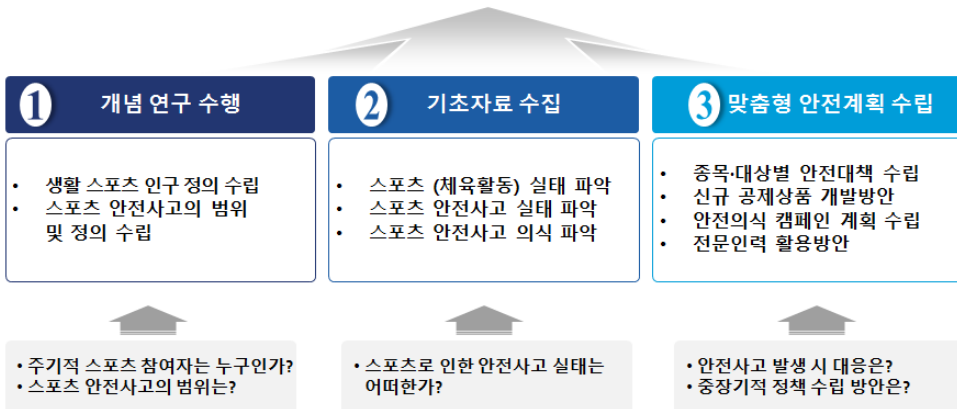 1 개념 연구 수행
• 생활 스포츠 인구 정의 수립
• 스포츠 안전사고의 범위
및 정의 수립
• 주기적 스포츠 참여자는 누구인가?
• 스포츠 안전사고의 범위는?
2 기초자료 수집
• 스포츠 (체육활동) 실태 파악
• 스포츠 안전사고 실태 파악
• 스포츠 안전사고 의식 파악
• 스포츠로 인한 안전사고 실태는
어떠한가?
3 맞춤형 안전계획 수립
• 종목·대상별 안전대책 수립
• 신규 공제상품 개발방안
• 안전의식 캠페인 계획 수립
• 전문인력 활용방안
• 안전사고 발생 시 대응은?
• 중장기적 정책 수립 방안은?